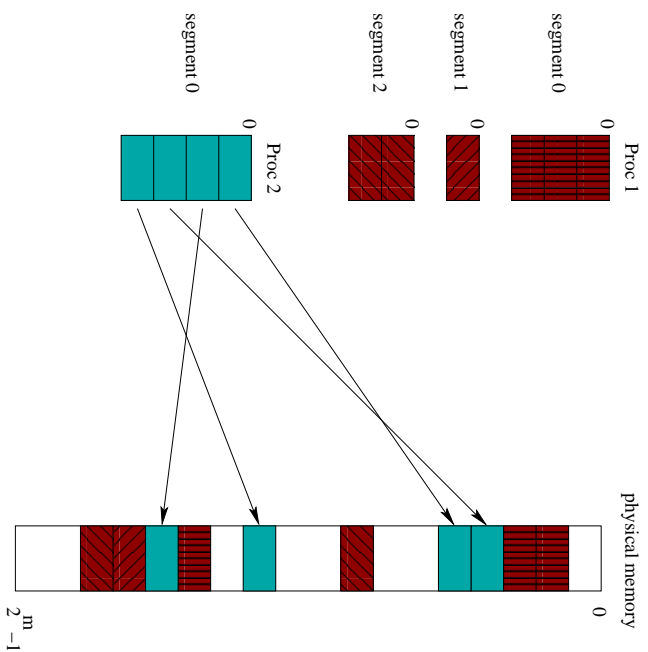 Proc 1
0
segment 0
0
segment 1
0
segment 2
Proc 2
0
segment 0
physical memory
0
2^m −1